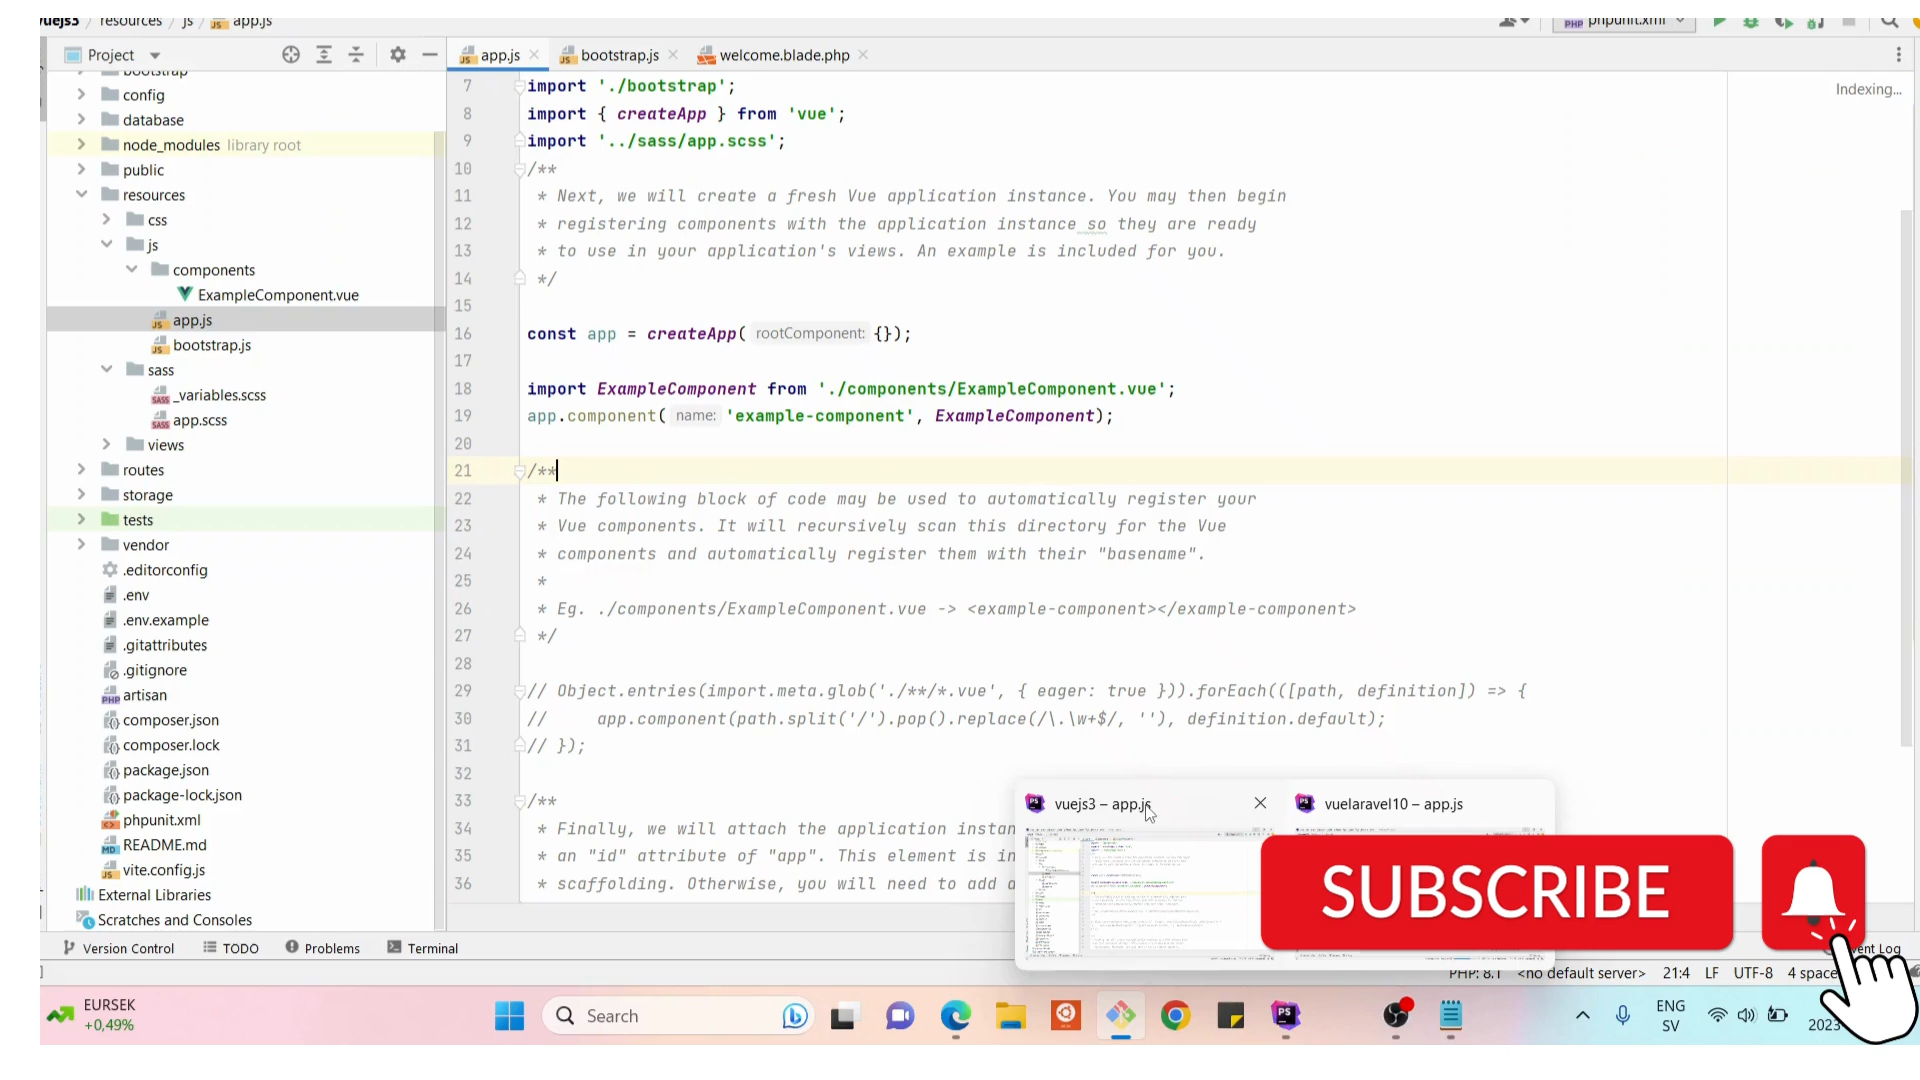 vuejs3 / resources / js / app.js
phpunit.xml
Project
app.js
bootstrap.js
welcome.blade.php
Indexing...
bootstrap
config
database
node_modules library root
public
resources
css
js
components
ExampleComponent.vue
app.js
bootstrap.js
sass
_variables.scss
app.scss
views
routes
storage
tests
vendor
.editorconfig
.env
.env.example
.gitattributes
.gitignore
artisan
composer.json
composer.lock
package.json
package-lock.json
phpunit.xml
README.md
vite.config.js
External Libraries
Scratches and Consoles
7 import './bootstrap';
8 import { createApp } from 'vue';
9 import '../sass/app.scss';
10 /**
11 * Next, we will create a fresh Vue application instance. You may then begin
12 * registering components with the application instance so they are ready
13 * to use in your application's views. An example is included for you.
14 */
15
16 const app = createApp( rootComponent: {});
17
18 import ExampleComponent from './components/ExampleComponent.vue';
19 app.component( name: 'example-component', ExampleComponent);
20
21 /**
22 * The following block of code may be used to automatically register your
23 * Vue components. It will recursively scan this directory for the Vue
24 * components and automatically register them with their "basename".
25 *
26 * Eg. ./components/ExampleComponent.vue -> <example-component></example-component>
27 */
28
29 // Object.entries(import.meta.glob('./**/*.vue', { eager: true })).forEach(([path, definition]) => {
30 //     app.component(path.split('/').pop().replace(/\.\w+$/, ''), definition.default);
31 // });
32
33 /**
34 * Finally, we will attach the application instan
35 * an "id" attribute of "app". This element is in
36 * scaffolding. Otherwise, you will need to add a
vuejs3 – app.js
vuelaravel10 – app.js
SUBSCRIBE
Version Control
TODO
Problems
Terminal
ent Log
PHP: 8.1 <no default server> 21:4 LF UTF-8 4 space
EURSEK
+0,49%
Search
ENG
SV
2023